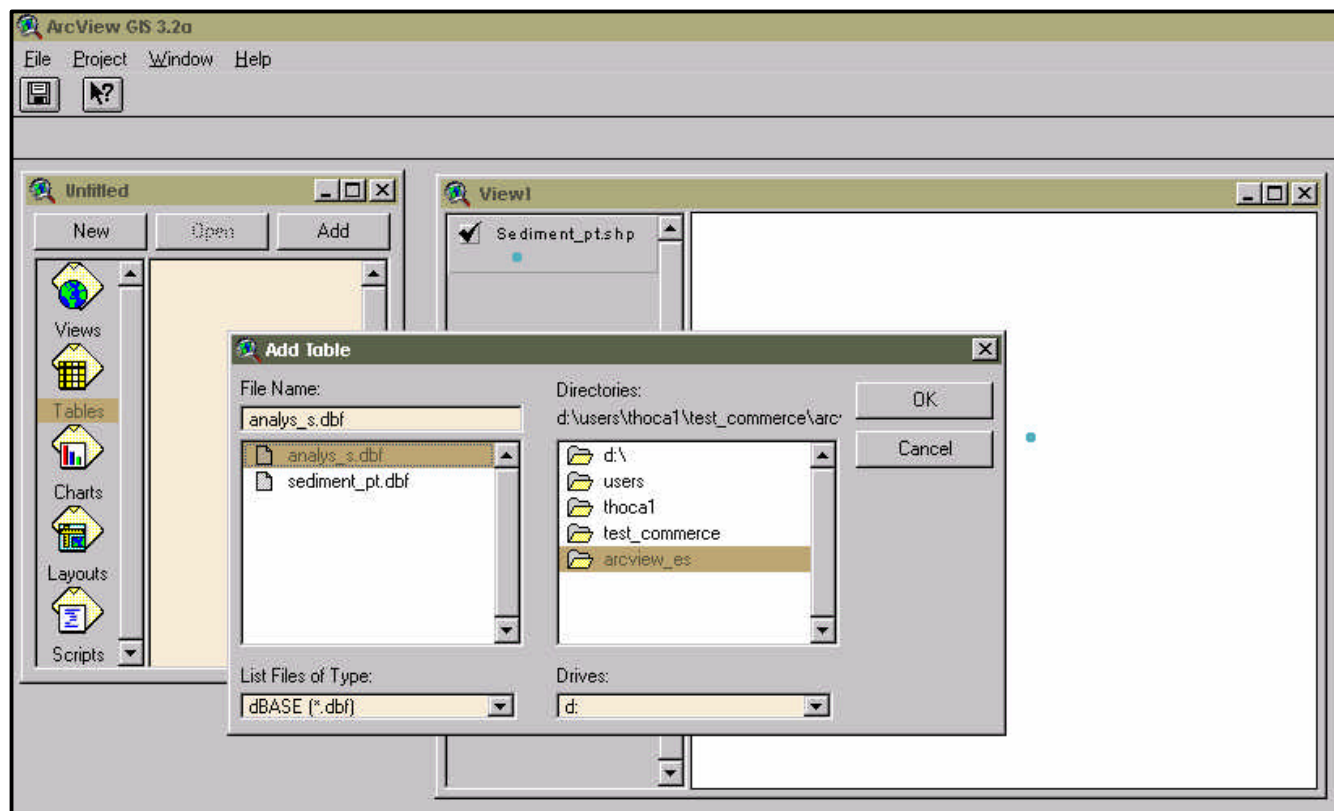 ArcView GIS 3.2a
File Project Window Help
Untitled
New Open Add
Views
Tables
Charts
Layouts
Scripts
View1
Sediment_pt.shp
Add Table
File Name:
analys_s.dbf
analys_s.dbf
sediment_pt.dbf
List Files of Type:
dBASE (*.dbf)
Directories:
d:\users\thoca1\test_commerce\arc
d:\
users
thoca1
test_commerce
arcview_es
Drives:
d:
OK
Cancel